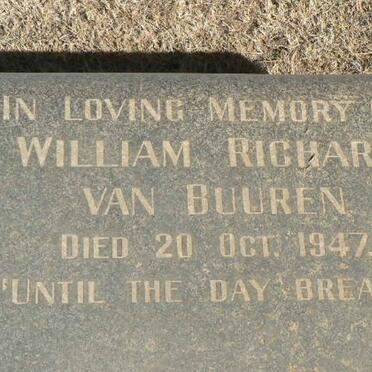 IN LOVING MEMORY
WILLIAM RICHAR
VAN BUUREN
DIED 20 OCT. 1947.
"UNTIL THE DAY BREA